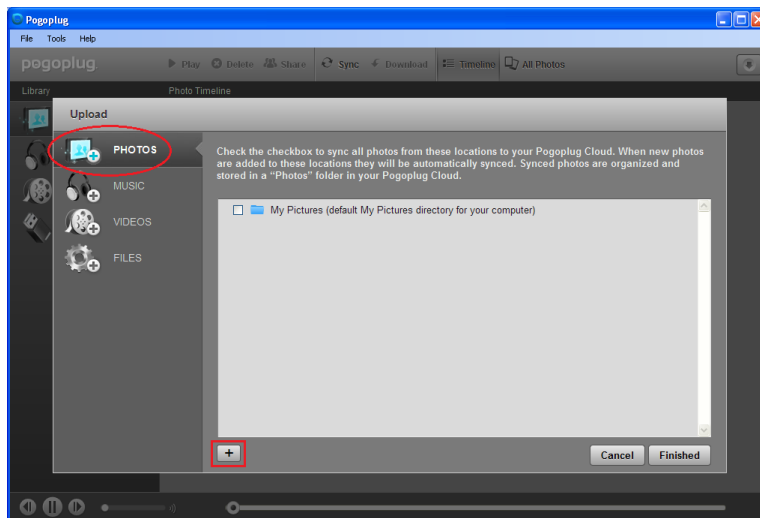 Pogoplug
File Tools Help
pogoplug
Play Delete Share Sync Download Timeline All Photos
Library Photo Timeline
Upload
PHOTOS
MUSIC
VIDEOS
FILES
Check the checkbox to sync all photos from these locations to your Pogoplug Cloud. When new photos
are added to these locations they will be automatically synced. Synced photos are organized and
stored in a “Photos” folder in your Pogoplug Cloud.
My Pictures (default My Pictures directory for your computer)
+
Cancel Finished